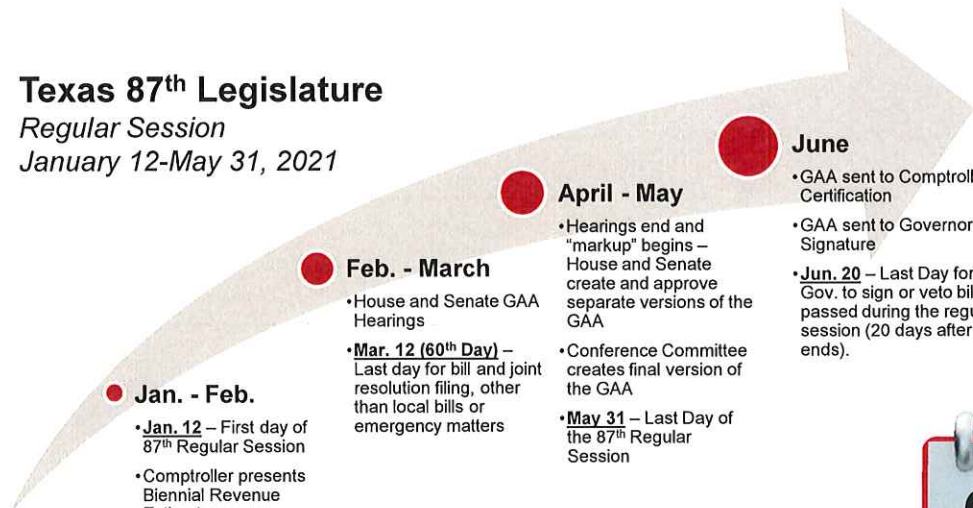 Texas 87th Legislature
Regular Session
January 12-May 31, 2021
Jan. - Feb.
•Jan. 12 – First day of
87th Regular Session
•Comptroller presents
Biennial Revenue
Feb. - March
•House and Senate GAA
Hearings
•Mar. 12 (60th Day) –
Last day for bill and joint
resolution filing, other
than local bills or
emergency matters
April - May
•Hearings end and
"markup" begins –
House and Senate
create and approve
separate versions of the
GAA
•Conference Committee
creates final version of
the GAA
•May 31 – Last Day of
the 87th Regular
Session
June
•GAA sent to
Certification
•GAA sent to Governor
Signature
•Jun. 20 – Last Day for
Gov. to sign or veto
passed during the
session (20 days after
ends).